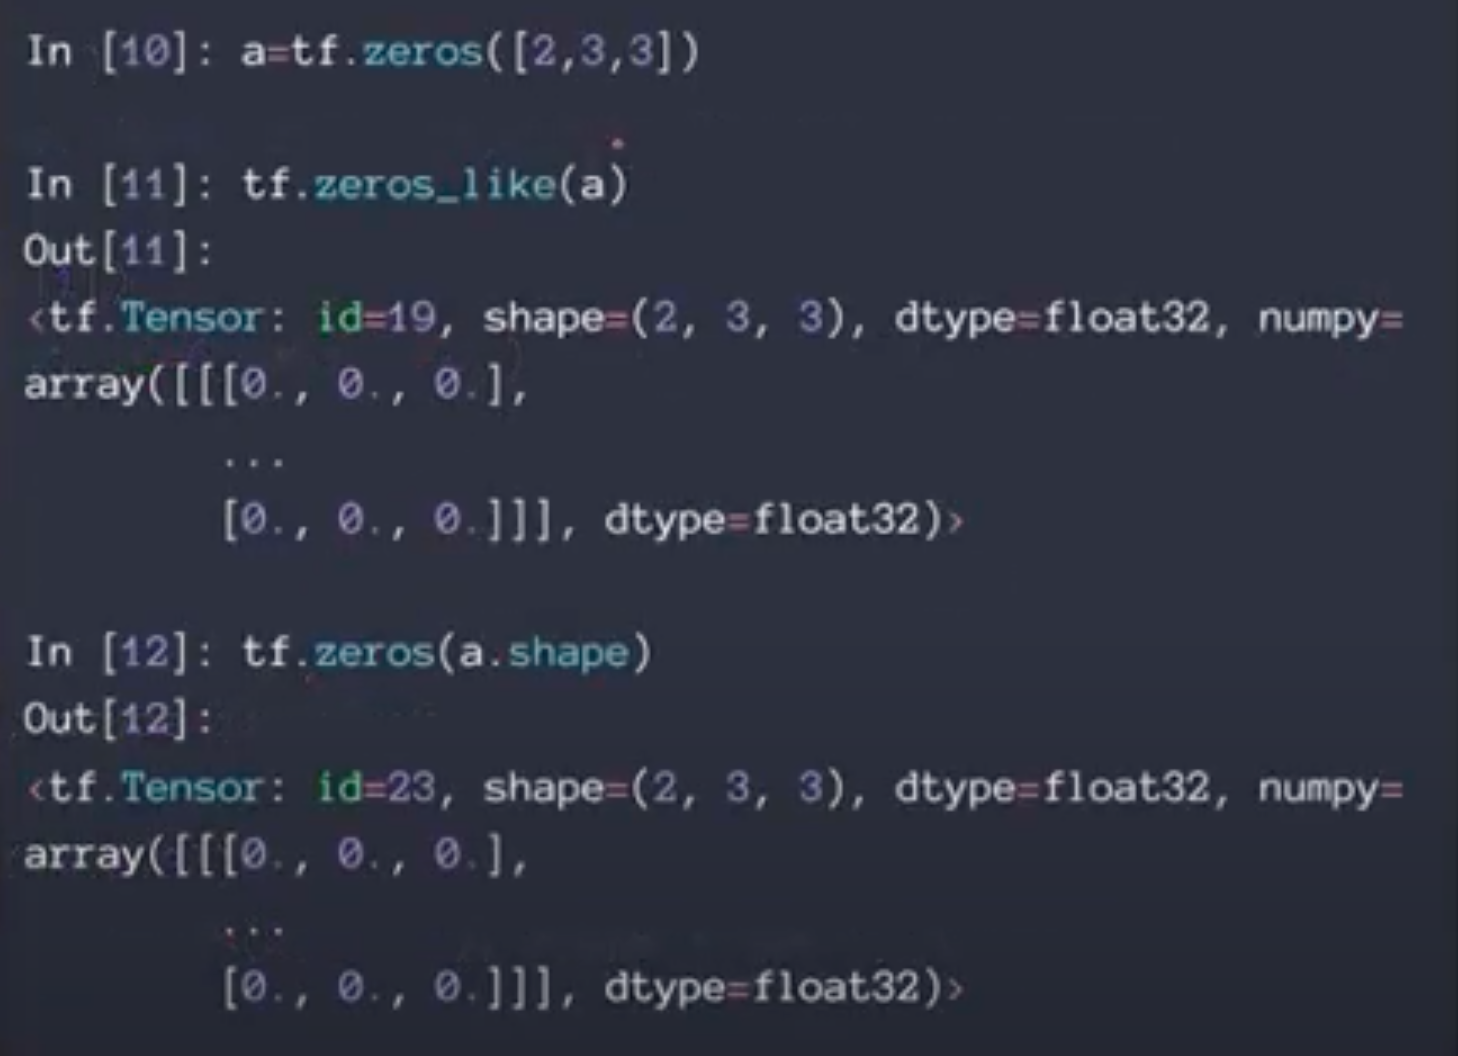 In [10]: a=tf.zeros([2,3,3])
In [11]: tf.zeros_like(a)
Out[11]:
<tf.Tensor: id=19, shape=(2, 3, 3), dtype=float32, numpy=
array([[[0., 0., 0.],
...
[0., 0., 0.]]], dtype=float32)>
In [12]: tf.zeros(a.shape)
Out[12]:
<tf.Tensor: id=23, shape=(2, 3, 3), dtype=float32, numpy=
array([[[0., 0., 0.],
...
[0., 0., 0.]]], dtype=float32)>